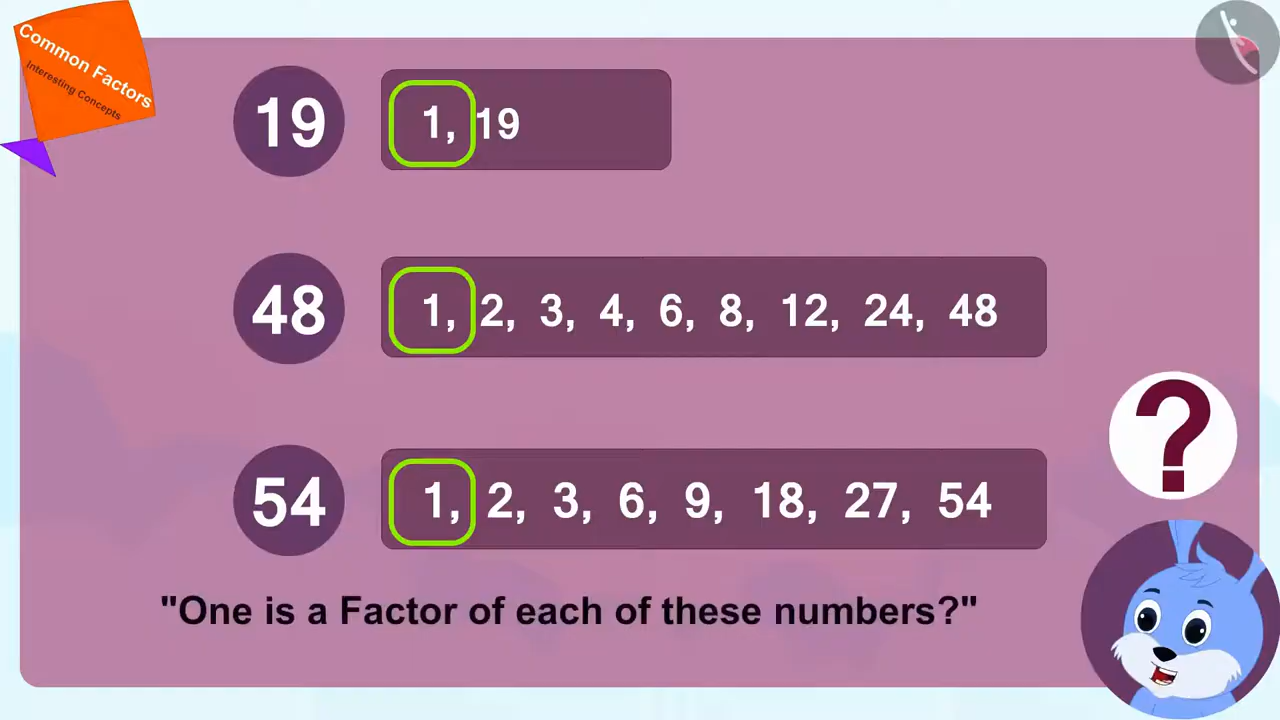 Common Factors
Interesting Concepts
19
1, 19
48
1, 2, 3, 4, 6, 8, 12, 24, 48
54
1, 2, 3, 6, 9, 18, 27, 54
?
"One is a Factor of each of these numbers?"